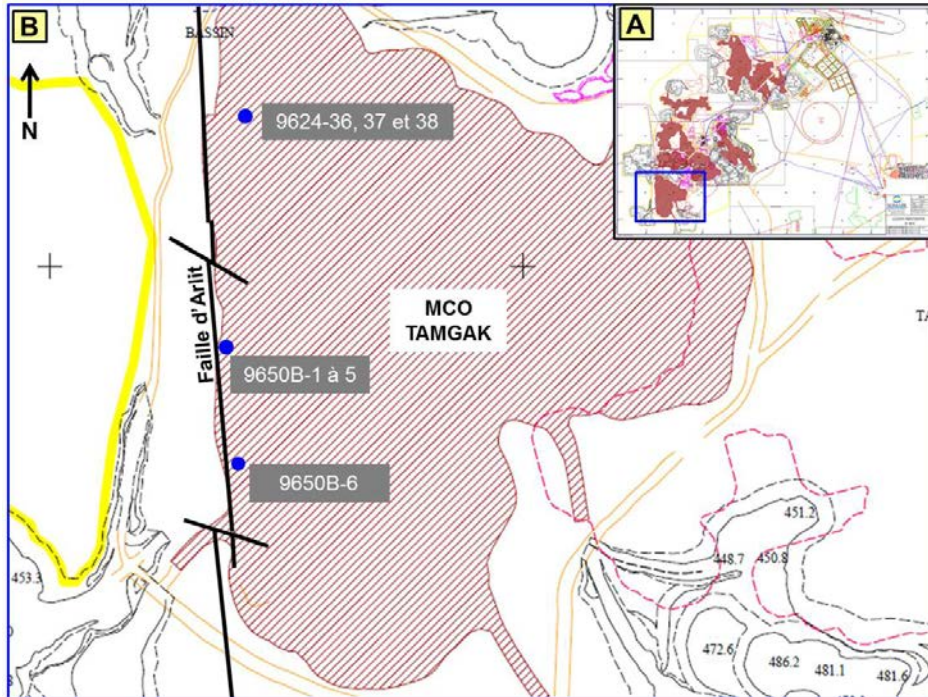 B
A
BASSIN
N
9624-36, 37 et 38
Faille d'Arlit
MCO
TAMGAK
TA
9650B-1 à 5
9650B-6
453.3
451.2
448.7
450.8
472.6
486.2
481.1
481.6